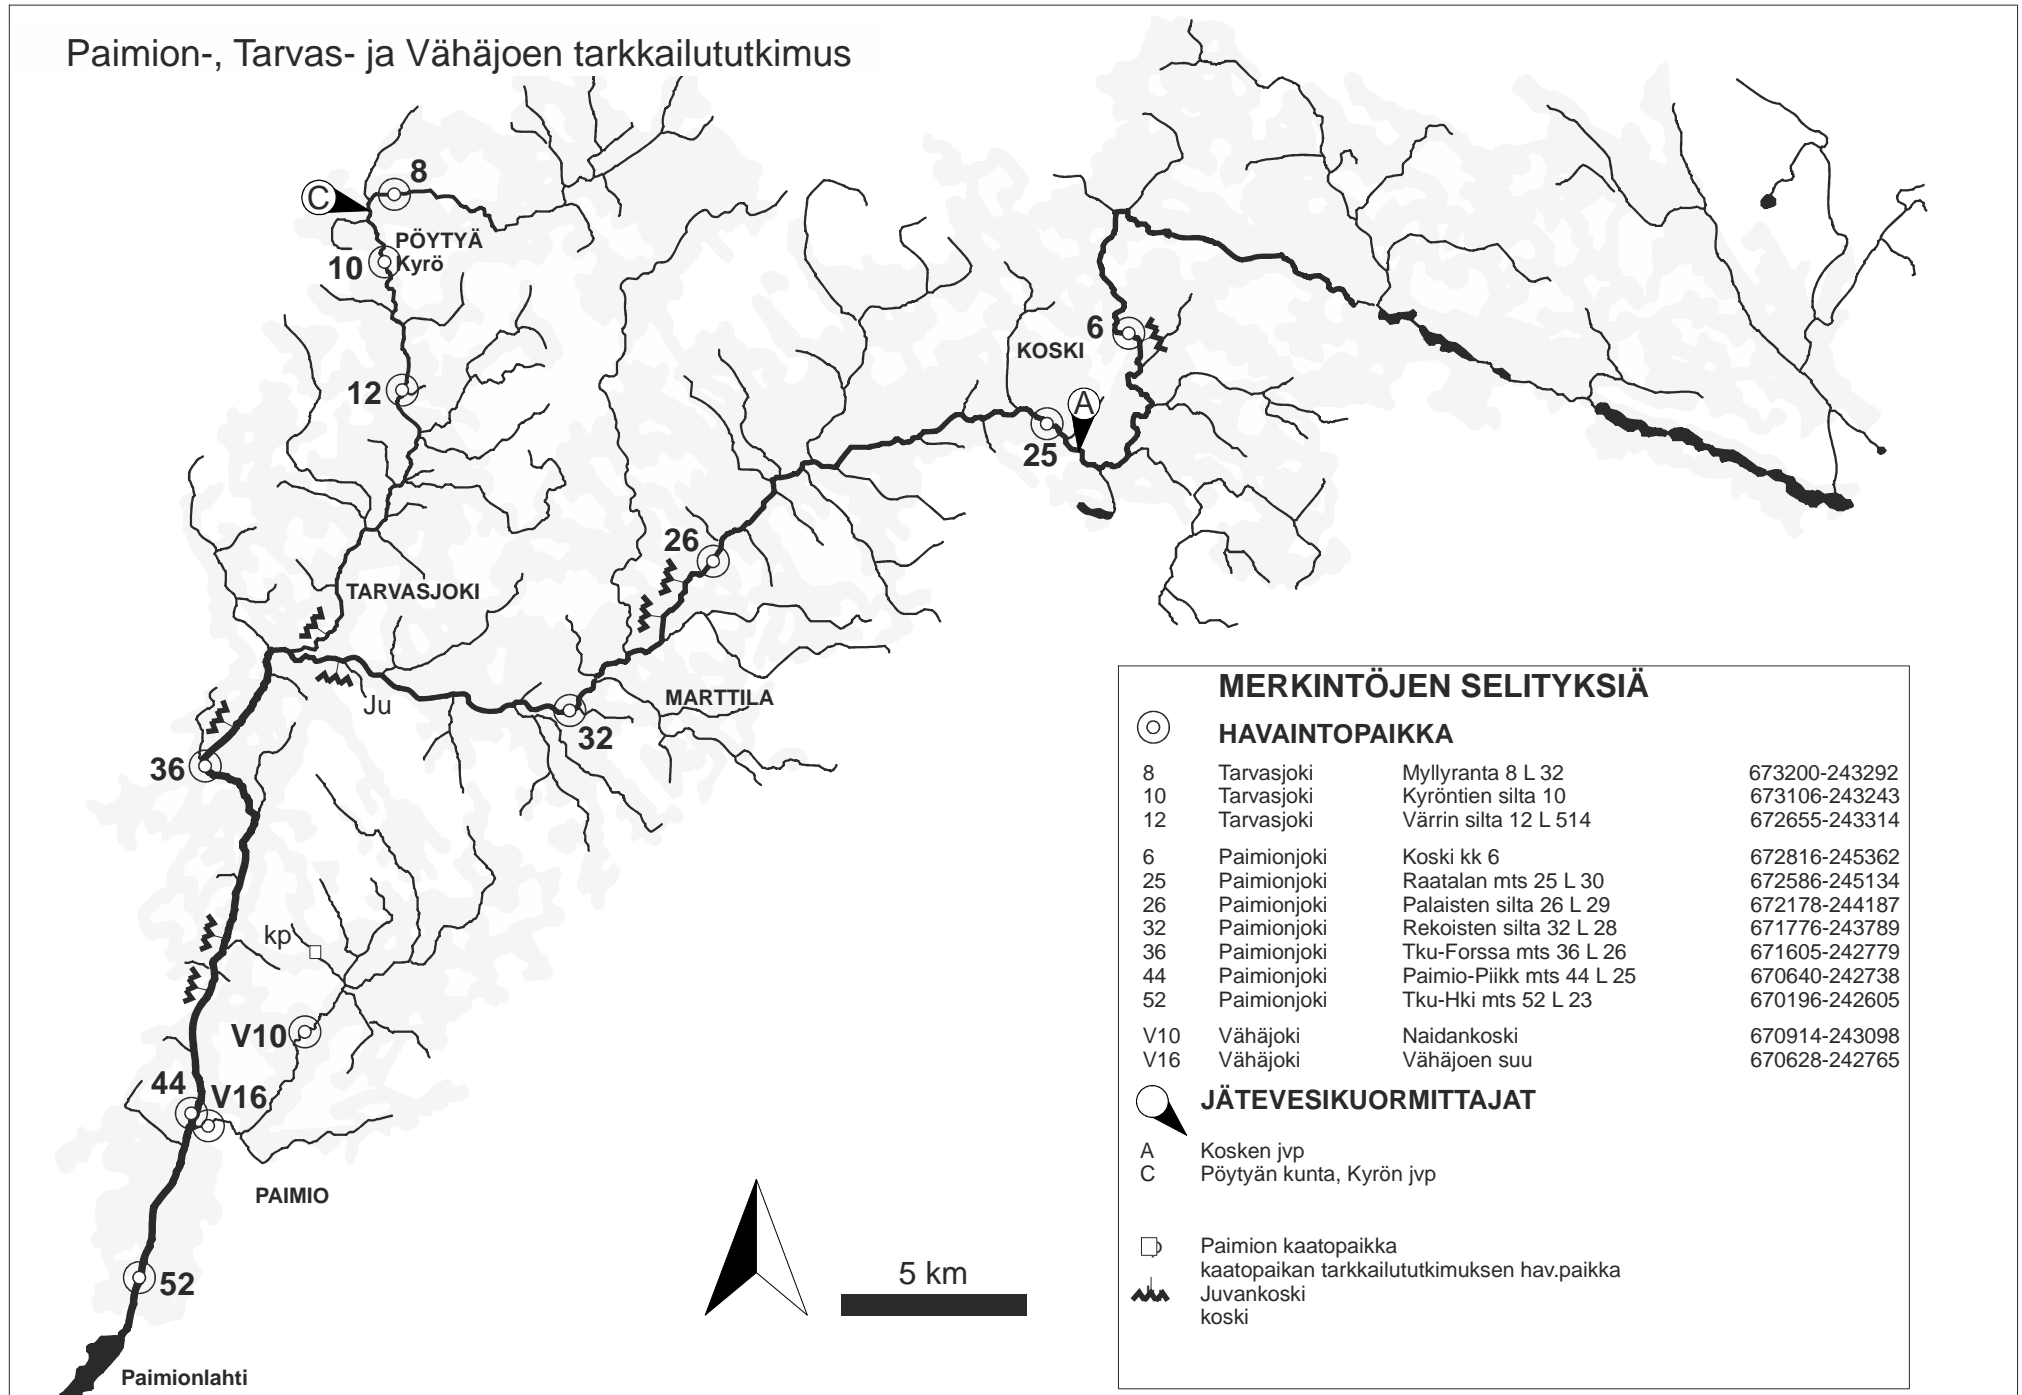 Paimion-, Tarvas- ja Vähäjoen tarkkailututkimus
8
C
PÖYTYÄ
10 Kyrö
6
KOSKI
12
A
25
26
TARVASJOKI
MARTTILA
Ju
32
36
kp
V10
44
V16
PAIMIO
52
Paimionlahti
5 km
MERKINTÖJEN SELITYKSIÄ
HAVAINTOPAIKKA
8 Tarvasjoki Myllyranta 8 L 32 673200-243292
10 Tarvasjoki Kyröntien silta 10 673106-243243
12 Tarvasjoki Värrin silta 12 L 514 672655-243314
6 Paimionjoki Koski kk 6 672816-245362
25 Paimionjoki Raatalan mts 25 L 30 672586-245134
26 Paimionjoki Palaisten silta 26 L 29 672178-244187
32 Paimionjoki Rekoisten silta 32 L 28 671776-243789
36 Paimionjoki Tku-Forssa mts 36 L 26 671605-242779
44 Paimionjoki Paimio-Piikk mts 44 L 25 670640-242738
52 Paimionjoki Tku-Hki mts 52 L 23 670196-242605
V10 Vähäjoki Naidankoski 670914-243098
V16 Vähäjoki Vähäjoen suu 670628-242765
JÄTEVESIKUORMITTAJAT
A Kosken jvp
C Pöytyän kunta, Kyrön jvp
Paimion kaatopaikka
kaatopaikan tarkkailututkimuksen hav.paikka
Juvankoski
koski